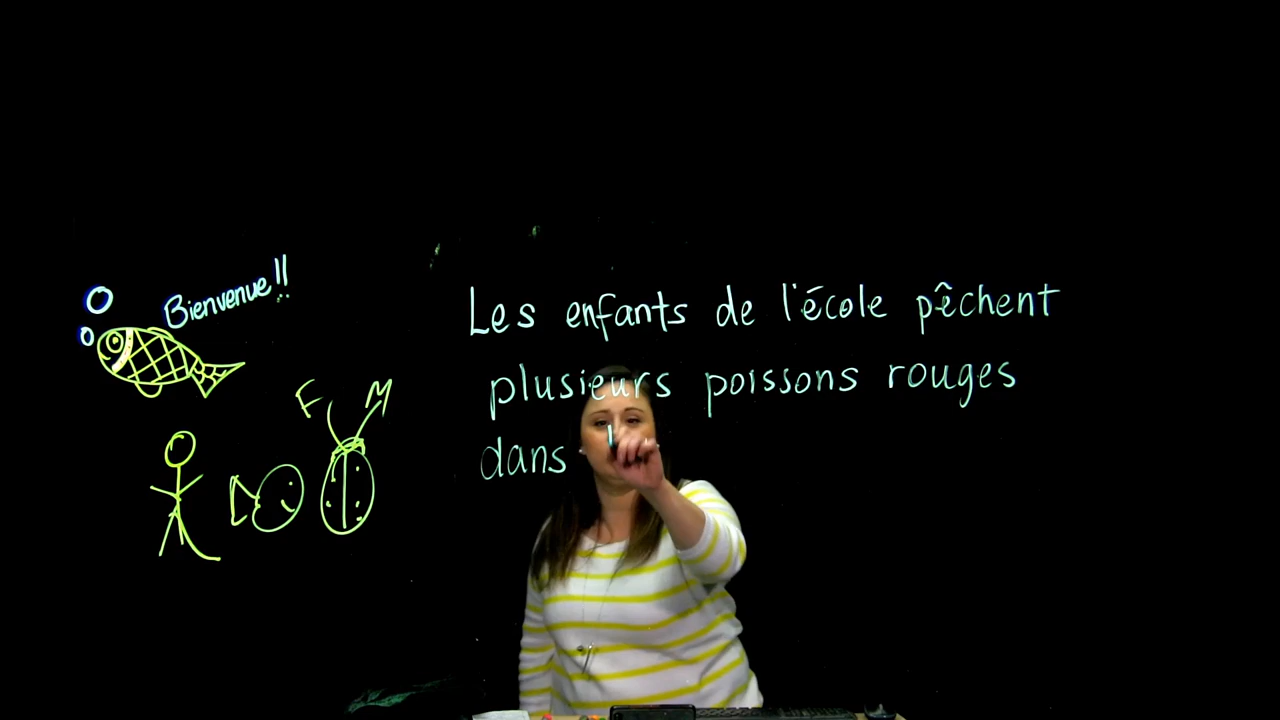 Bienvenue!!
F M
Les enfants de l'école pêchent
plusieurs poissons rouges
dans